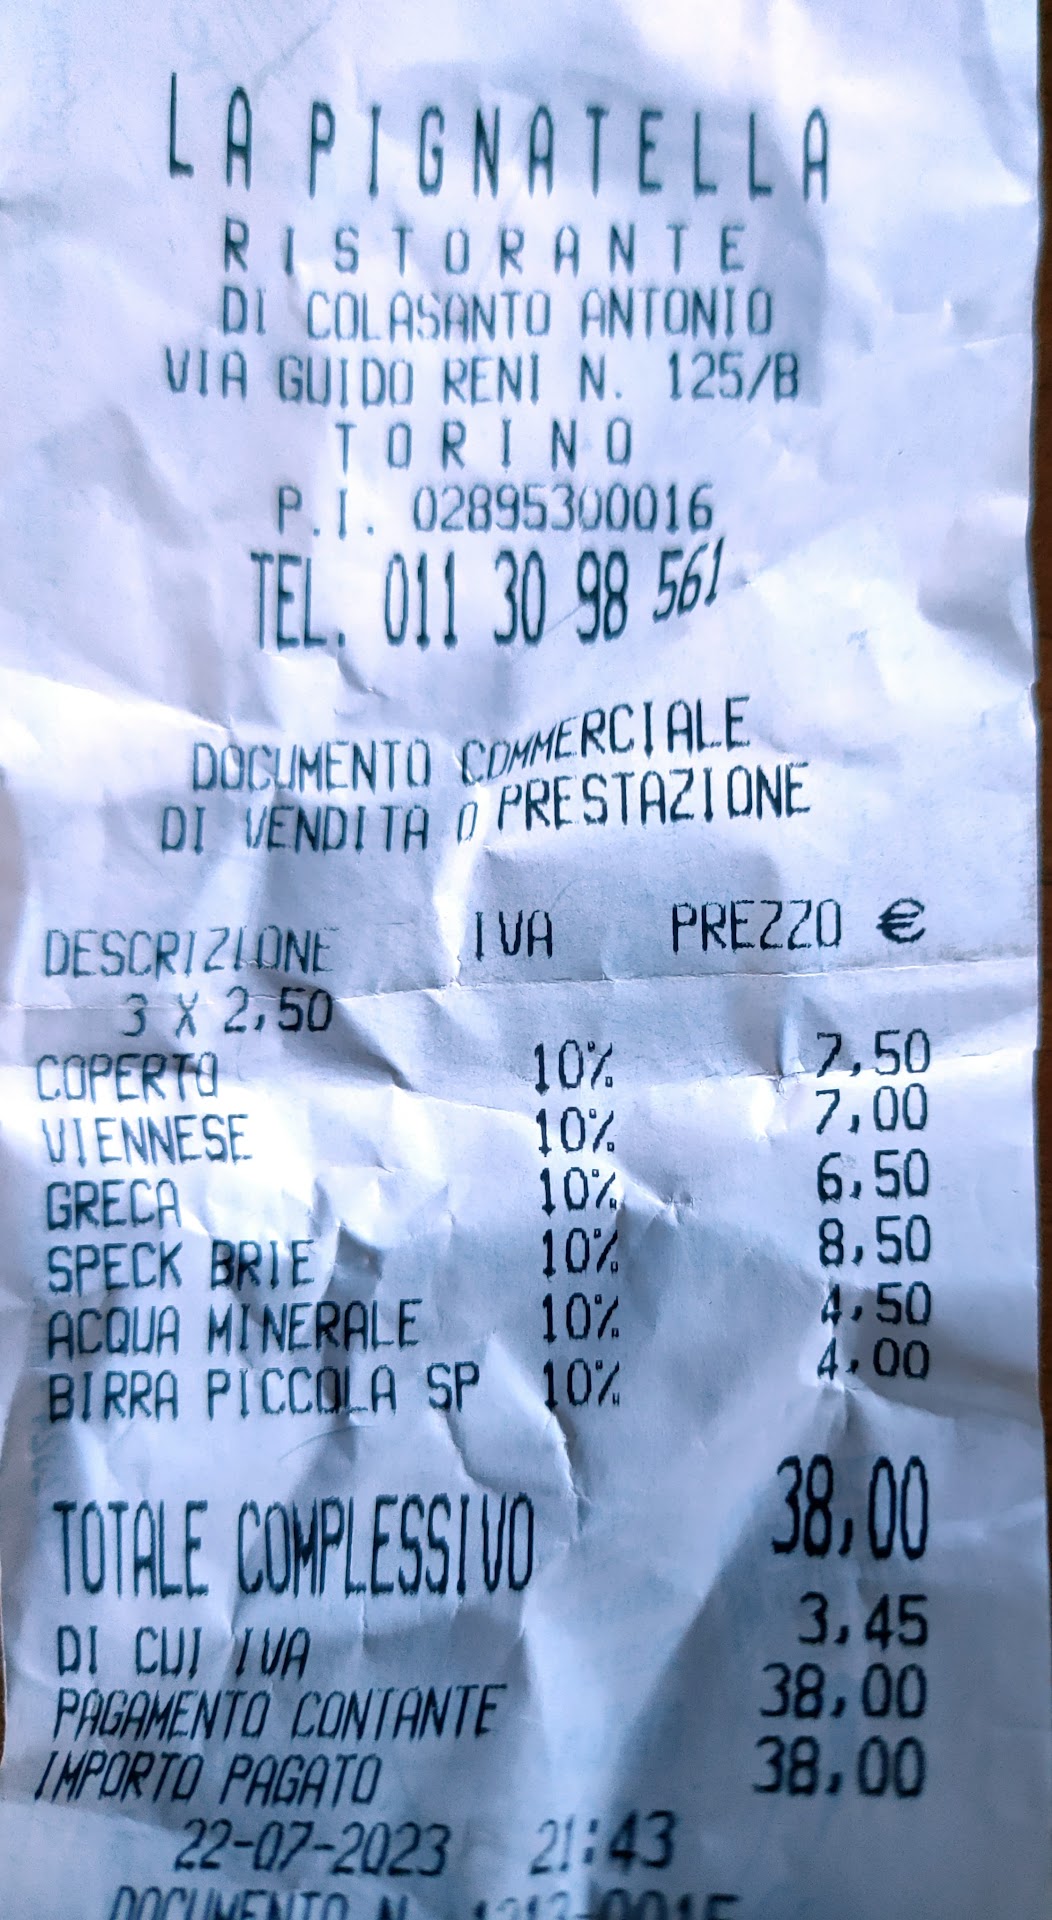 LA PIGNATELLA
RISTORANTE
DI COLASANTO ANTONIO
VIA GUIDO RENI N. 125/B
TORINO
P.I. 02895300016
TEL. 011 30 98 561
DOCUMENTO COMMERCIALE
DI VENDITA O PRESTAZIONE
DESCRIZIONE IVA PREZZO €
3 X 2,50
COPERTO 10% 7,50
VIENNESE 10% 7,00
GRECA 10% 6,50
SPECK BRIE 10% 8,50
ACQUA MINERALE 10% 4,50
BIRRA PICCOLA SP 10% 4,00
TOTALE COMPLESSIVO 38,00
DI CUI IVA 3,45
PAGAMENTO CONTANTE 38,00
IMPORTO PAGATO 38,00
22-07-2023 21:43
DOCUMENTO N.